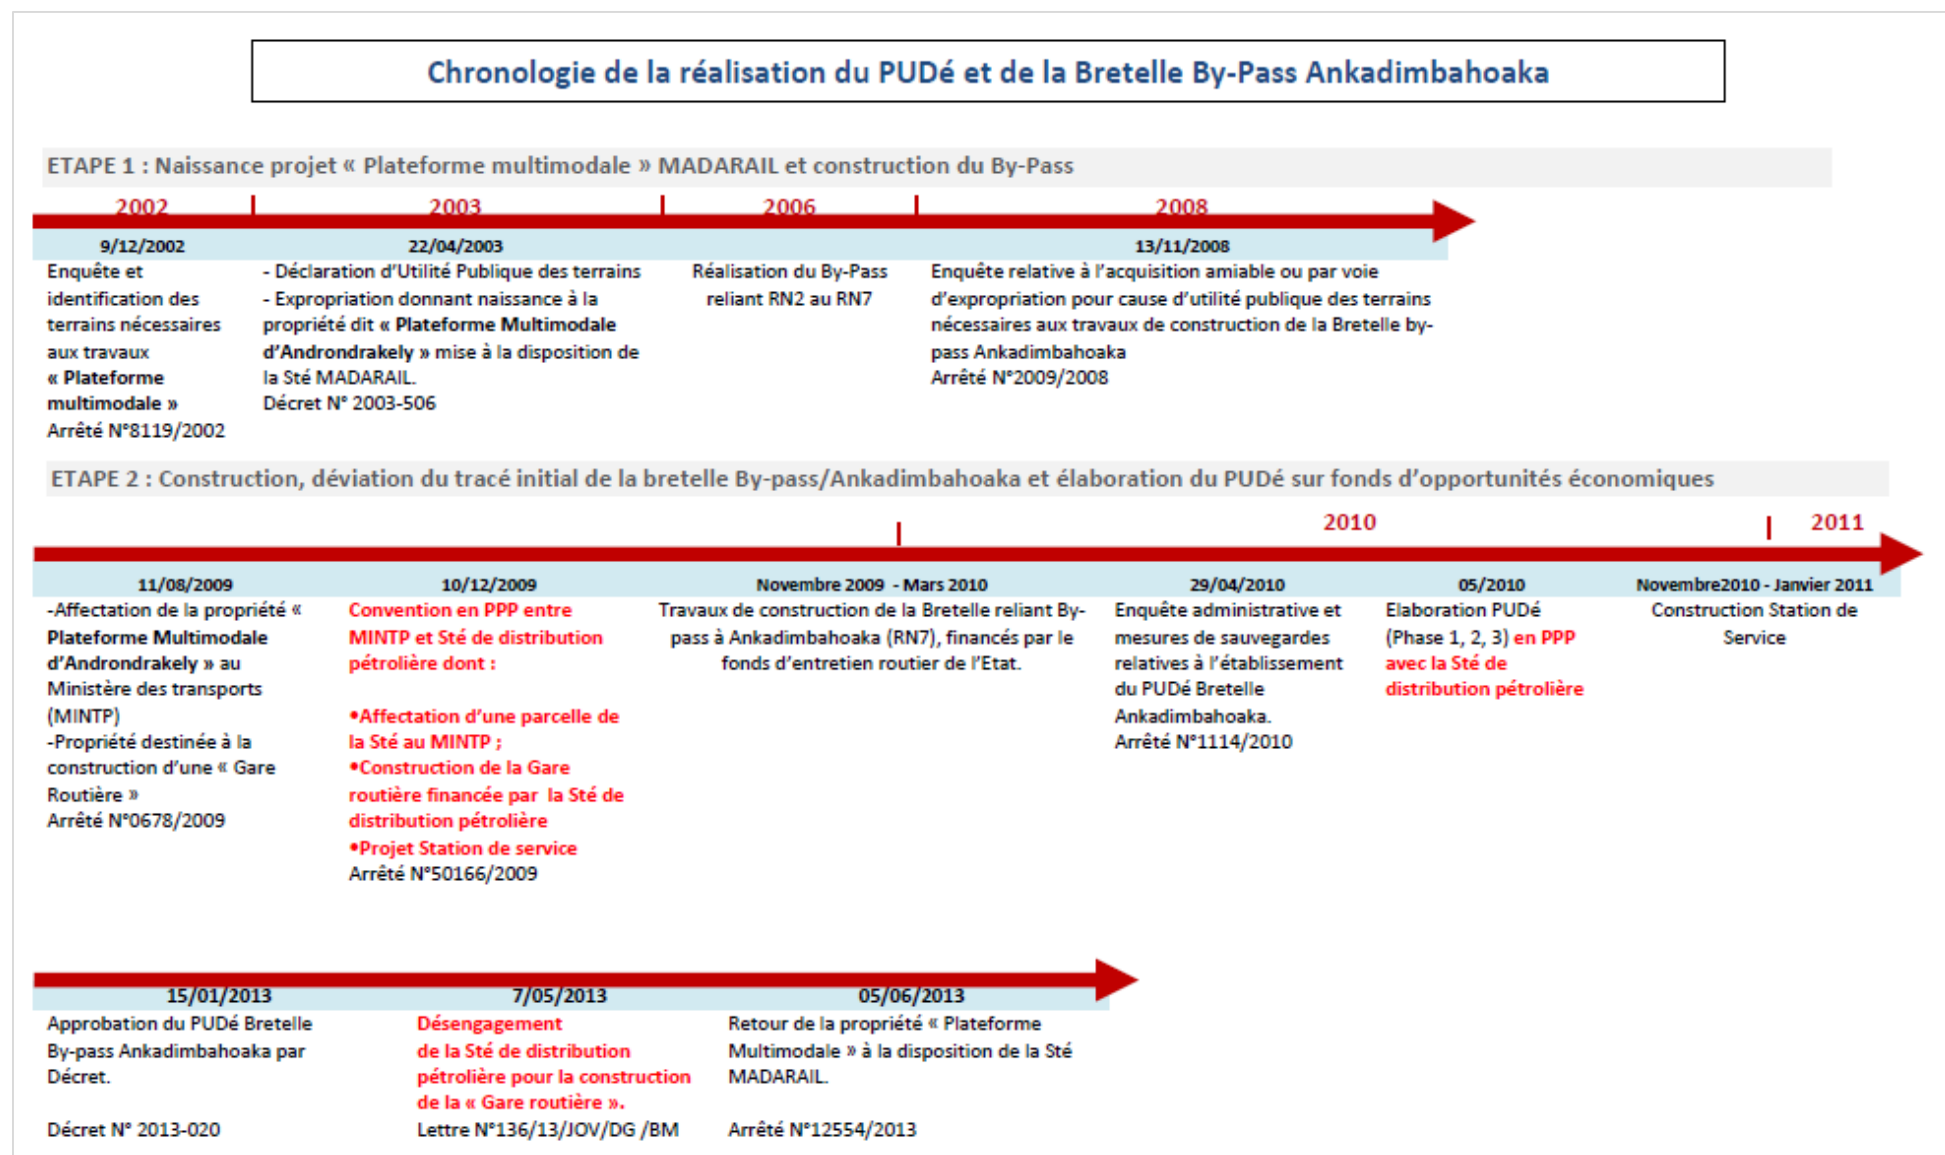 Chronologie de la réalisation du PUDé et de la Bretelle By-Pass Ankadimbahoaka
ETAPE 1 : Naissance projet « Plateforme multimodale » MADARAIL et construction du By-Pass
2002
2003
2006
2008
9/12/2002
Enquête et
identification des
terrains nécessaires
aux travaux
« Plateforme
multimodale »
Arrêté N°8119/2002
22/04/2003
- Déclaration d’Utilité Publique des terrains
- Expropriation donnant naissance à la
propriété dit « Plateforme Multimodale
d’Androndrakely » mise à la disposition de
la Sté MADARAIL.
Décret N° 2003-506
Réalisation du By-Pass
reliant RN2 au RN7
13/11/2008
Enquête relative à l’acquisition amiable ou par voie
d’expropriation pour cause d’utilité publique des terrains
nécessaires aux travaux de construction de la Bretelle by-
pass Ankadimbahoaka
Arrêté N°2009/2008
ETAPE 2 : Construction, déviation du tracé initial de la bretelle By-pass/Ankadimbahoaka et élaboration du PUDé sur fonds d’opportunités économiques
2010
2011
11/08/2009
-Affectation de la propriété «
Plateforme Multimodale
d’Androndrakely » au
Ministère des transports
(MINTP)
-Propriété destinée à la
construction d’une « Gare
Routière »
Arrêté N°0678/2009
10/12/2009
Convention en PPP entre
MINTP et Sté de distribution
pétrolière dont :
•Affectation d’une parcelle de
la Sté au MINTP ;
•Construction de la Gare
routière financée par la Sté de
distribution pétrolière
•Projet Station de service
Arrêté N°50166/2009
Novembre 2009 - Mars 2010
Travaux de construction de la Bretelle reliant By-
pass à Ankadimbahoaka (RN7), financés par le
fonds d’entretien routier de l’Etat.
29/04/2010
Enquête administrative et
mesures de sauvegardes
relatives à l’établissement
du PUDé Bretelle
Ankadimbahoaka.
Arrêté N°1114/2010
05/2010
Elaboration PUDé
(Phase 1, 2, 3) en PPP
avec la Sté de
distribution pétrolière
Novembre2010 - Janvier 2011
Construction Station de
Service
15/01/2013
Approbation du PUDé Bretelle
By-pass Ankadimbahoaka par
Décret.
Décret N° 2013-020
7/05/2013
Désengagement
de la Sté de distribution
pétrolière pour la construction
de la « Gare routière ».
Lettre N°136/13/JOV/DG /BM
05/06/2013
Retour de la propriété « Plateforme
Multimodale » à la disposition de la Sté
MADARAIL.
Arrêté N°12554/2013